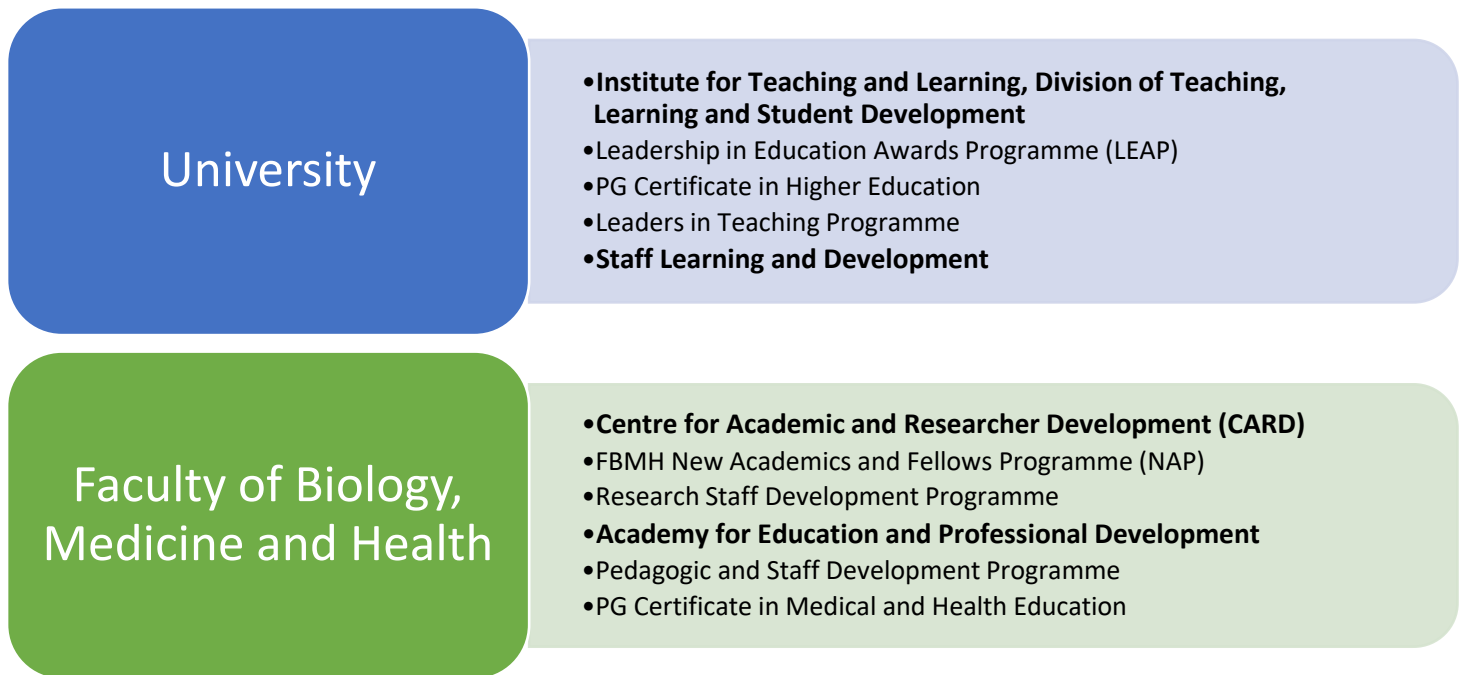 University
•Institute for Teaching and Learning, Division of Teaching,
Learning and Student Development
•Leadership in Education Awards Programme (LEAP)
•PG Certificate in Higher Education
•Leaders in Teaching Programme
•Staff Learning and Development
Faculty of Biology,
Medicine and Health
•Centre for Academic and Researcher Development (CARD)
•FBMH New Academics and Fellows Programme (NAP)
•Research Staff Development Programme
•Academy for Education and Professional Development
•Pedagogic and Staff Development Programme
•PG Certificate in Medical and Health Education